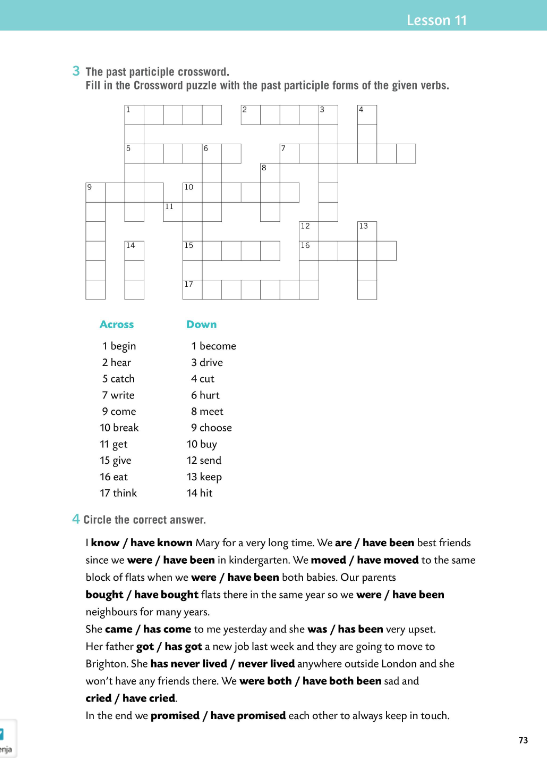 Lesson 11
3 The past participle crossword.
Fill in the Crossword puzzle with the past participle forms of the given verbs.
1 2 3 4
5 6 7
8
9 10
11
12 13
14 15 16
17
Across Down
1 begin 1 become
2 hear 3 drive
5 catch 4 cut
7 write 6 hurt
9 come 8 meet
10 break 9 choose
11 get 10 buy
15 give 12 send
16 eat 13 keep
17 think 14 hit
4 Circle the correct answer.
I know / have known Mary for a very long time. We are / have been best friends
since we were / have been in kindergarten. We moved / have moved to the same
block of flats when we were / have been both babies. Our parents
bought / have bought flats there in the same year so we were / have been
neighbours for many years.
She came / has come to me yesterday and she was / has been very upset.
Her father got / has got a new job last week and they are going to move to
Brighton. She has never lived / never lived anywhere outside London and she
won't have any friends there. We were both / have both been sad and
cried / have cried.
In the end we promised / have promised each other to always keep in touch.
73